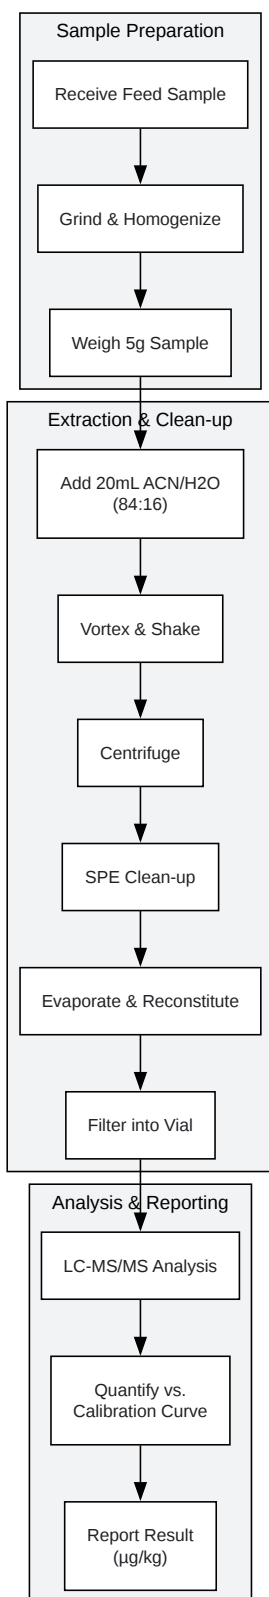 Sample Preparation
Receive Feed Sample
Grind & Homogenize
Weigh 5g Sample
Extraction & Clean-up
Add 20mL ACN/H2O
(84:16)
Vortex & Shake
Centrifuge
SPE Clean-up
Evaporate & Reconstitute
Filter into Vial
Analysis & Reporting
LC-MS/MS Analysis
Quantify vs.
Calibration Curve
Report Result
(µg/kg)